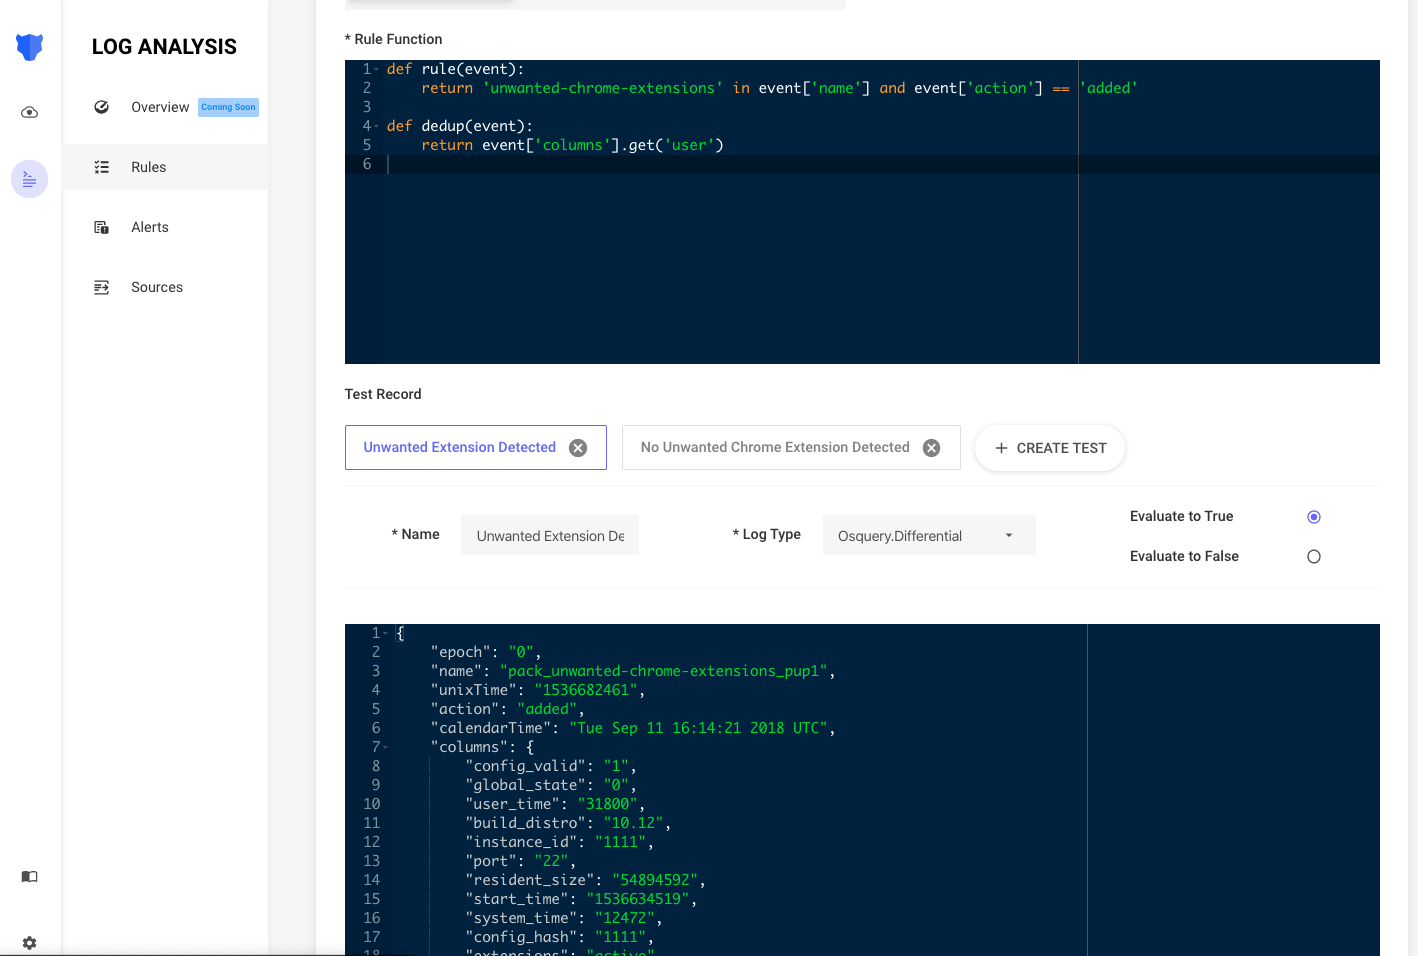 LOG ANALYSIS
Overview Coming Soon
Rules
Alerts
Sources
* Rule Function
1 def rule(event):
2     return 'unwanted-chrome-extensions' in event['name'] and event['action'] == 'added'
3
4 def dedup(event):
5     return event['columns'].get('user')
6
Test Record
Unwanted Extension Detected
No Unwanted Chrome Extension Detected
+ CREATE TEST
* Name
Unwanted Extension De
* Log Type
Osquery.Differential
Evaluate to True
Evaluate to False
1 {
2     "epoch": "0",
3     "name": "pack_unwanted-chrome-extensions_pup1",
4     "unixTime": "1536682461",
5     "action": "added",
6     "calendarTime": "Tue Sep 11 16:14:21 2018 UTC",
7     "columns": {
8         "config_valid": "1",
9         "global_state": "0",
10         "user_time": "31800",
11         "build_distro": "10.12",
12         "instance_id": "1111",
13         "port": "22",
14         "resident_size": "54894592",
15         "start_time": "1536634519",
16         "system_time": "12472",
17         "config_hash": "1111",
18         "extensions": "active"